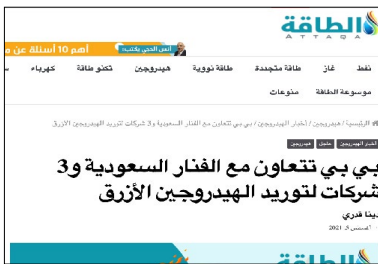 الطاقة
ATTAQA
أنس الحجي يكتب:
أهم 10 أسئلة عن م
نفط غاز طاقة متجددة طاقة نووية هيدروجين تكنو طاقة كهرباء س
موسوعة الطاقة منوعات
الرئيسية / هيدروجين / أخبار الهيدروجين / بي بي تتعاون مع الفنار السعودية و3 شركات لتوريد الهيدروجين الأزرق
أخبار الهيدروجين عاجل هيدروجين
بي بي تتعاون مع الفنار السعودية و3
شركات لتوريد الهيدروجين الأزرق
دينا قدري
أغسطس 5, 2021
الطاقة